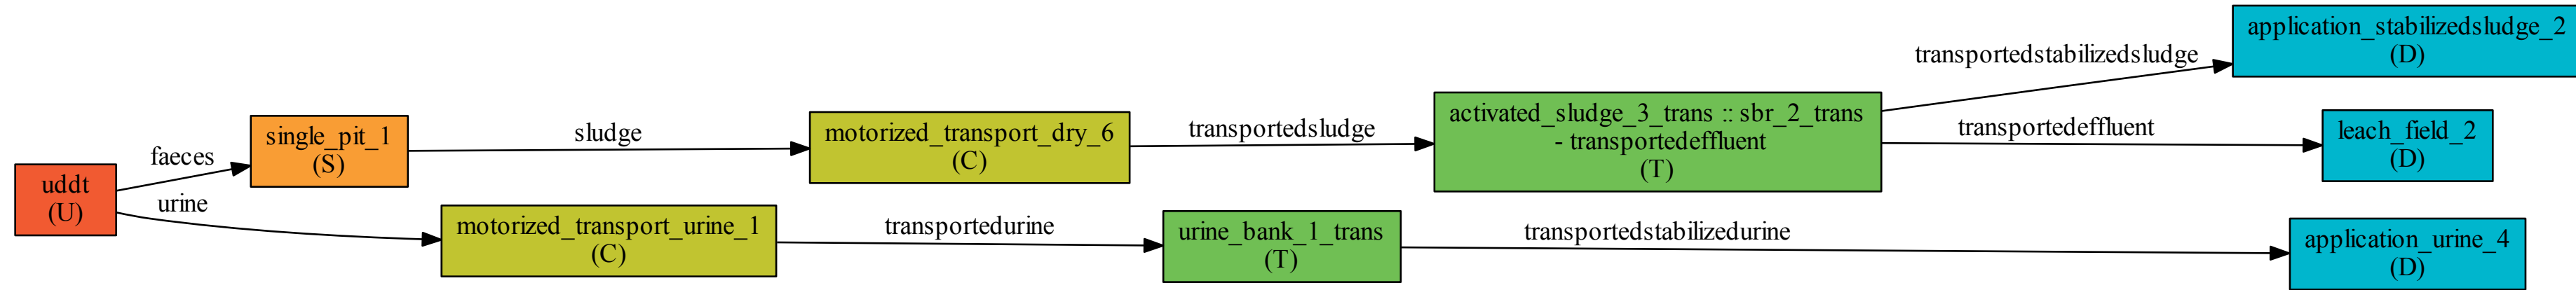 uddt
(U)
faeces
urine
single_pit_1
(S)
sludge
motorized_transport_dry_6
(C)
transportedsludge
activated_sludge_3_trans :: sbr_2_trans
- transportedeffluent
(T)
transportedstabilizedsludge
application_stabilizedsludge_2
(D)
transportedeffluent
leach_field_2
(D)
motorized_transport_urine_1
(C)
transportedurine
urine_bank_1_trans
(T)
transportedstabilizedurine
application_urine_4
(D)